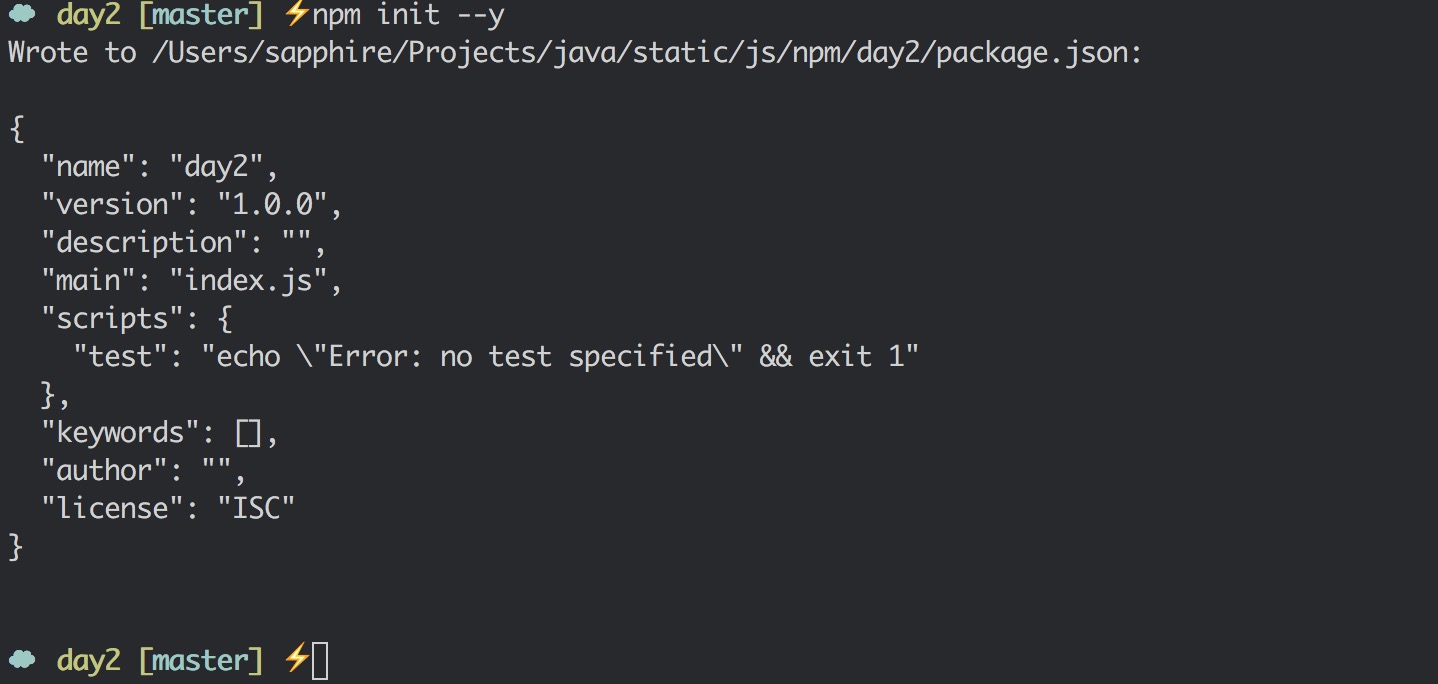 day2 [master] ⚡npm init --y
Wrote to /Users/sapphire/Projects/java/static/js/npm/day2/package.json:
{
  "name": "day2",
  "version": "1.0.0",
  "description": "",
  "main": "index.js",
  "scripts": {
    "test": "echo \"Error: no test specified\" && exit 1"
  },
  "keywords": [],
  "author": "",
  "license": "ISC"
}
day2 [master] ⚡